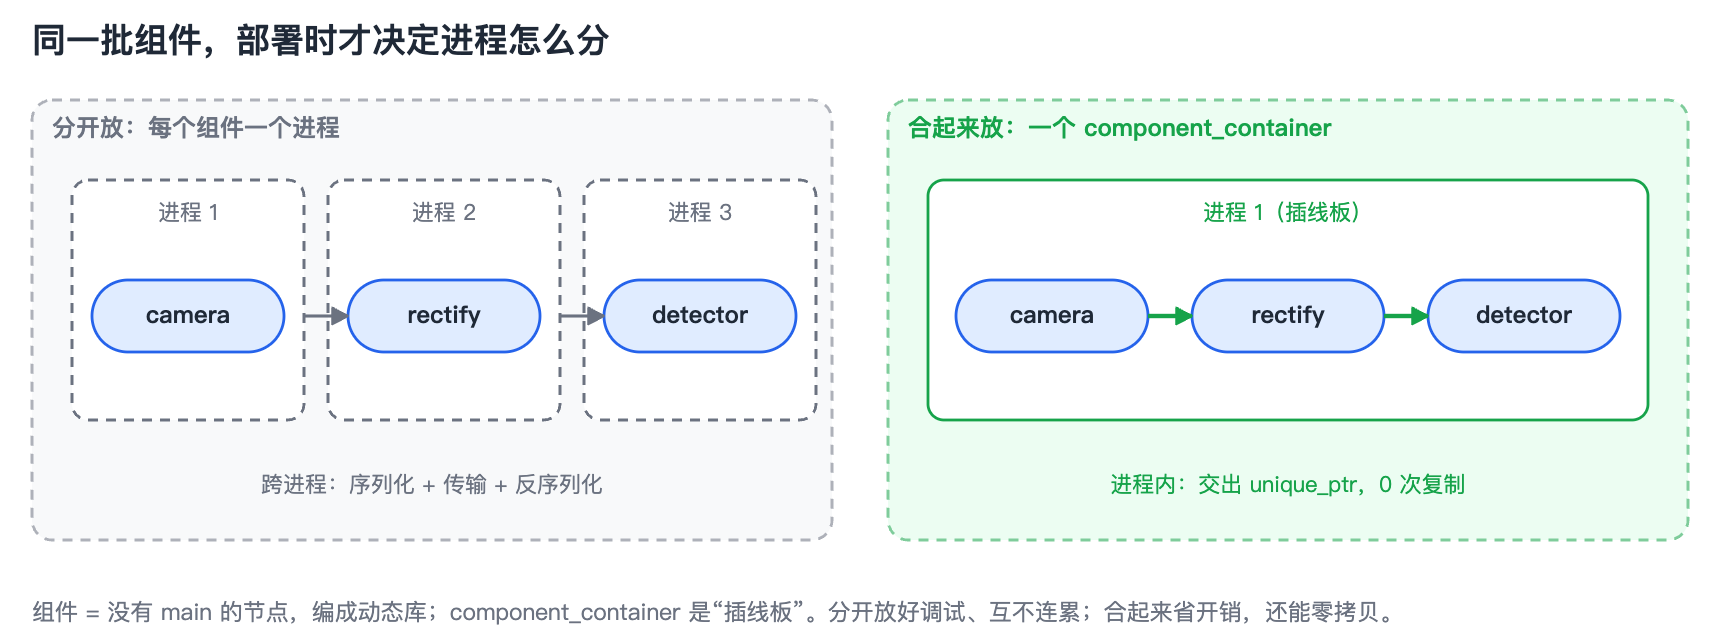 同一批组件，部署时才决定进程怎么分
分开放：每个组件一个进程
进程 1
进程 2
进程 3
camera
rectify
detector
跨进程：序列化 + 传输 + 反序列化
合起来放：一个 component_container
进程 1（插线板）
camera
rectify
detector
进程内：交出 unique_ptr，0 次复制
组件 = 没有 main 的节点，编成动态库；component_container 是“插线板”。分开放好调试、互不连累；合起来省开销，还能零拷贝。